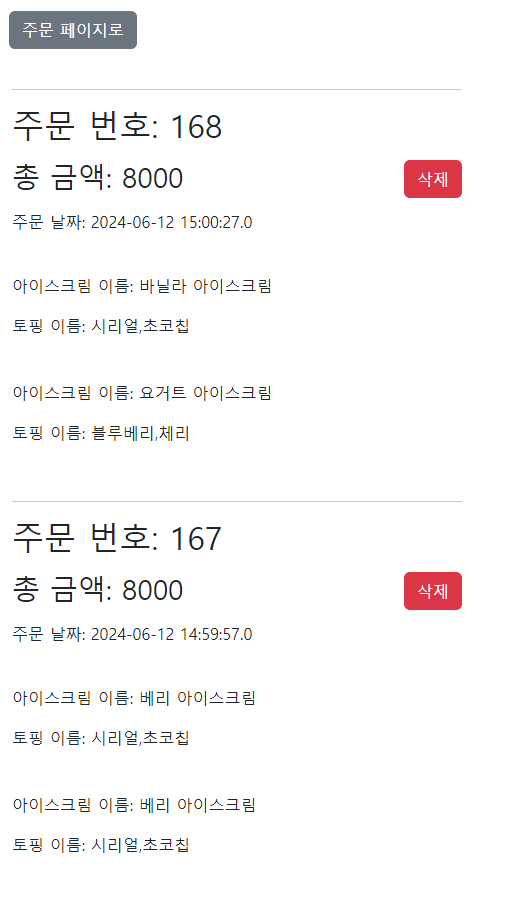 주문 페이지로
주문 번호: 168
총 금액: 8000
삭제
주문 날짜: 2024-06-12 15:00:27.0
아이스크림 이름: 바닐라 아이스크림
토핑 이름: 시리얼,초코칩
아이스크림 이름: 요거트 아이스크림
토핑 이름: 블루베리,체리
주문 번호: 167
총 금액: 8000
삭제
주문 날짜: 2024-06-12 14:59:57.0
아이스크림 이름: 베리 아이스크림
토핑 이름: 시리얼,초코칩
아이스크림 이름: 베리 아이스크림
토핑 이름: 시리얼,초코칩